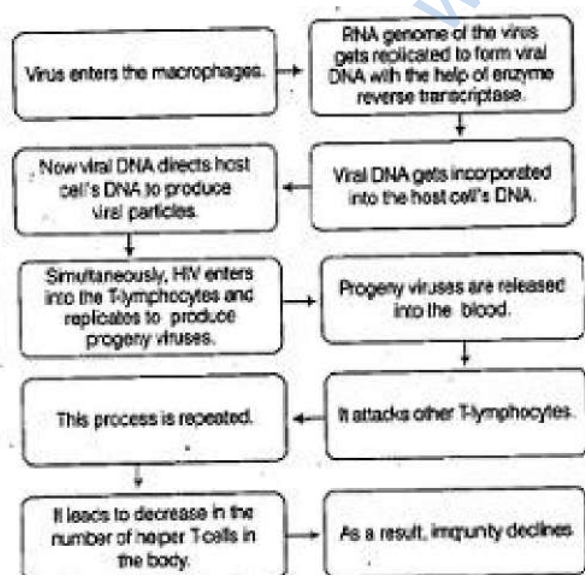 Virus enters the macrophages.
RNA genome of the virus
gets replicated to form viral
DNA with the help of enzyme
reverse transcriptase.
Viral DNA gets incorporated
into the host cell's DNA.
Now viral DNA directs host
cell's DNA to produce
viral particles.
Simultaneously, HIV enters
into the T-lymphocytes and
replicates to produce
progeny viruses.
Progeny viruses are released
into the blood.
It attacks other T-lymphocytes.
This process is repeated.
It leads to decrease in the
number of helper T-cells in
the body.
As a result, immunity declines